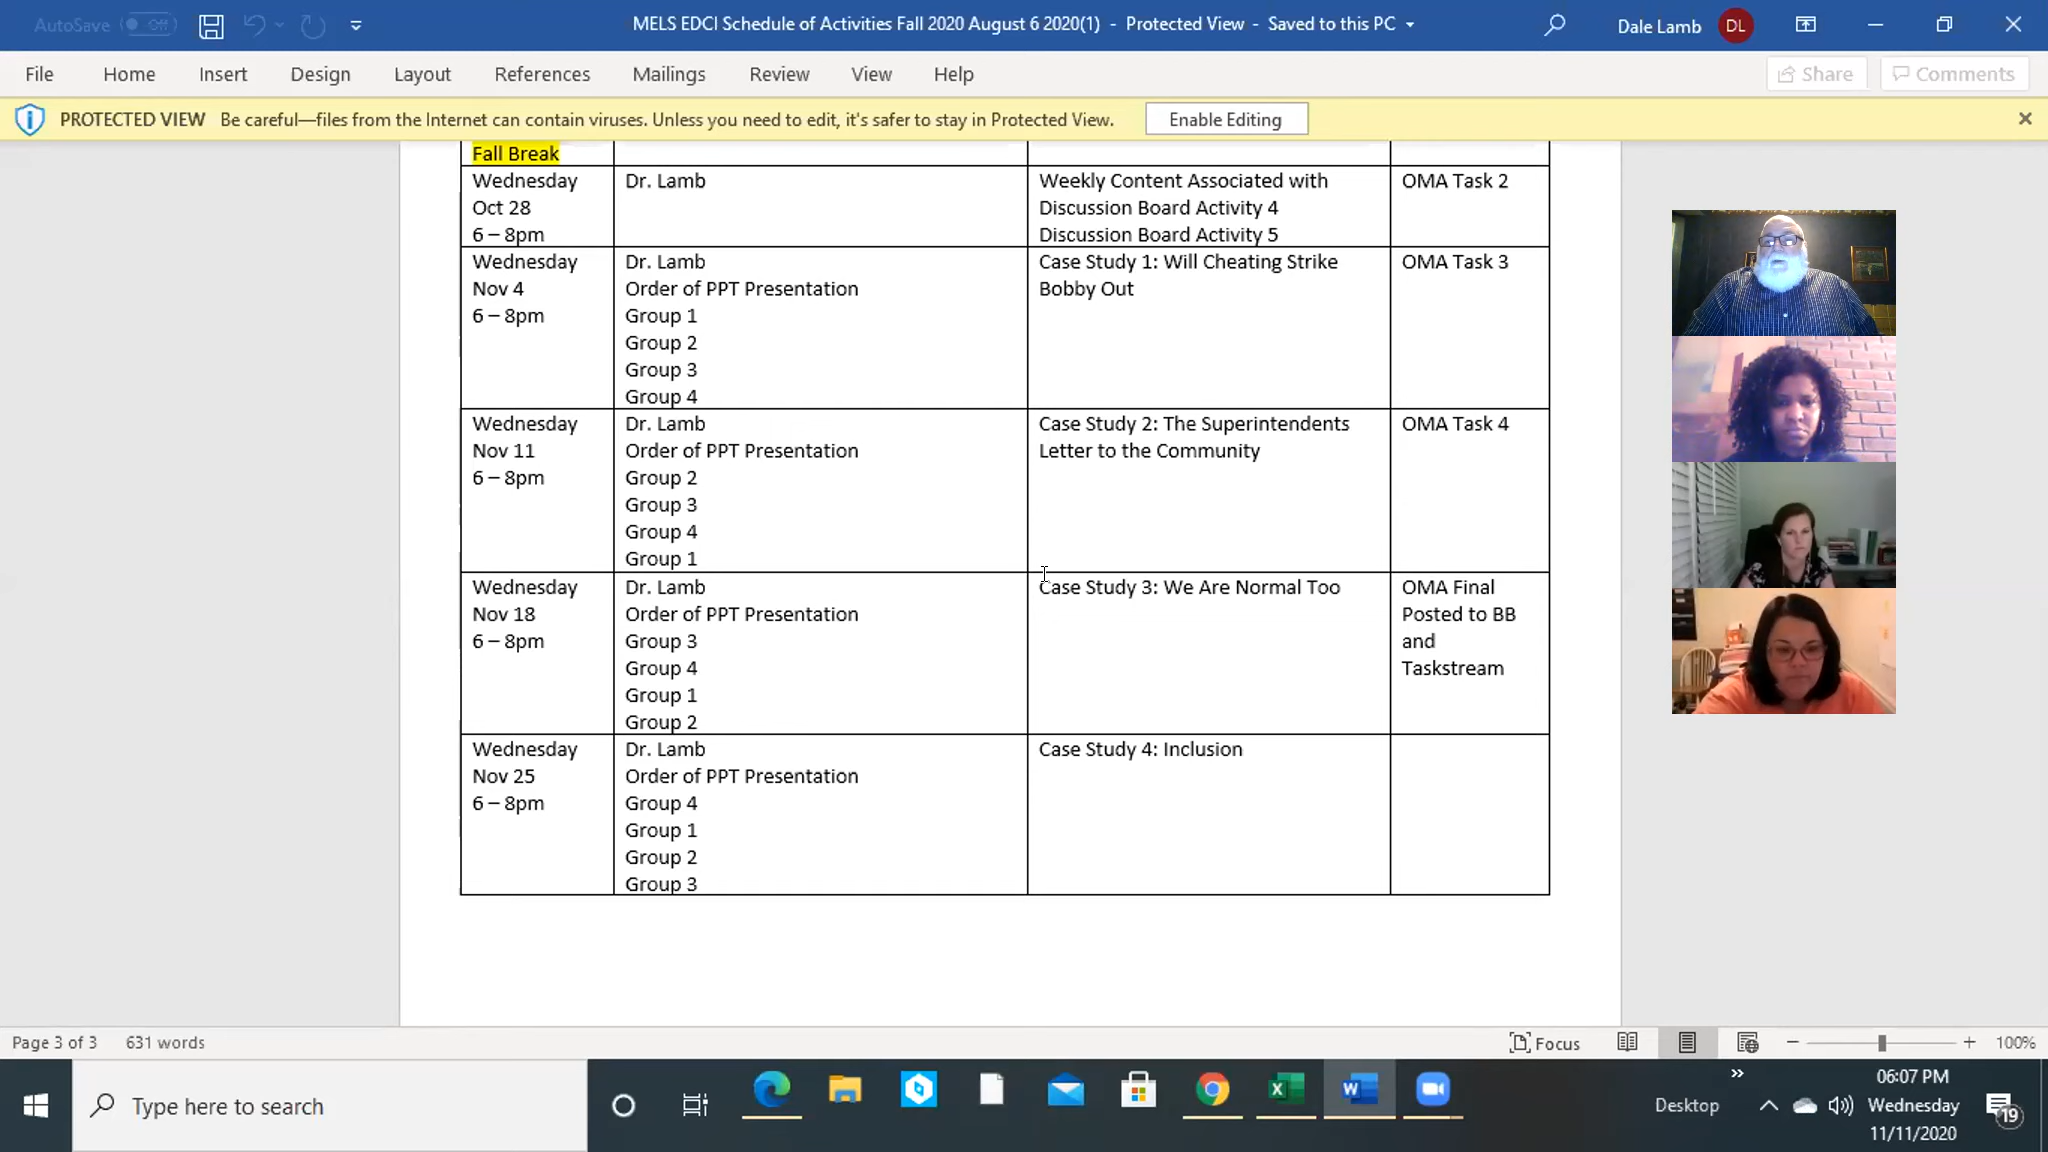 AutoSave Off
MELS EDCI Schedule of Activities Fall 2020 August 6 2020(1) - Protected View - Saved to this PC
Dale Lamb DL
File Home Insert Design Layout References Mailings Review View Help Share Comments
PROTECTED VIEW Be careful—files from the Internet can contain viruses. Unless you need to edit, it's safer to stay in Protected View. Enable Editing
Fall Break
Wednesday
Oct 28
6 – 8pm
Dr. Lamb
Weekly Content Associated with
Discussion Board Activity 4
Discussion Board Activity 5
OMA Task 2
Wednesday
Nov 4
6 – 8pm
Dr. Lamb
Order of PPT Presentation
Group 1
Group 2
Group 3
Group 4
Case Study 1: Will Cheating Strike
Bobby Out
OMA Task 3
Wednesday
Nov 11
6 – 8pm
Dr. Lamb
Order of PPT Presentation
Group 2
Group 3
Group 4
Group 1
Case Study 2: The Superintendents
Letter to the Community
OMA Task 4
Wednesday
Nov 18
6 – 8pm
Dr. Lamb
Order of PPT Presentation
Group 3
Group 4
Group 1
Group 2
Case Study 3: We Are Normal Too
OMA Final
Posted to BB
and
Taskstream
Wednesday
Nov 25
6 – 8pm
Dr. Lamb
Order of PPT Presentation
Group 4
Group 1
Group 2
Group 3
Case Study 4: Inclusion
Page 3 of 3 631 words
Focus
100%
Type here to search
Desktop
06:07 PM
Wednesday
11/11/2020
19